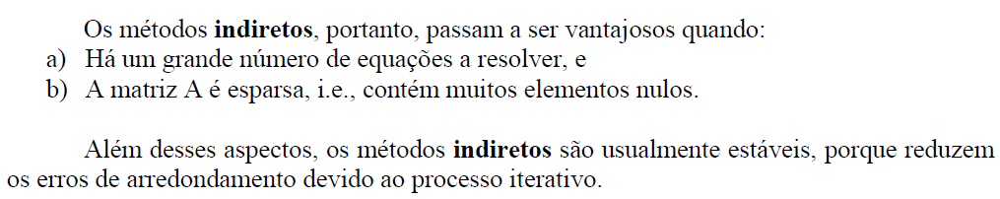 Os métodos indiretos, portanto, passam a ser vantajosos quando:
a) Há um grande número de equações a resolver, e
b) A matriz A é esparsa, i.e., contém muitos elementos nulos.
Além desses aspectos, os métodos indiretos são usualmente estáveis, porque reduzem
os erros de arredondamento devido ao processo iterativo.